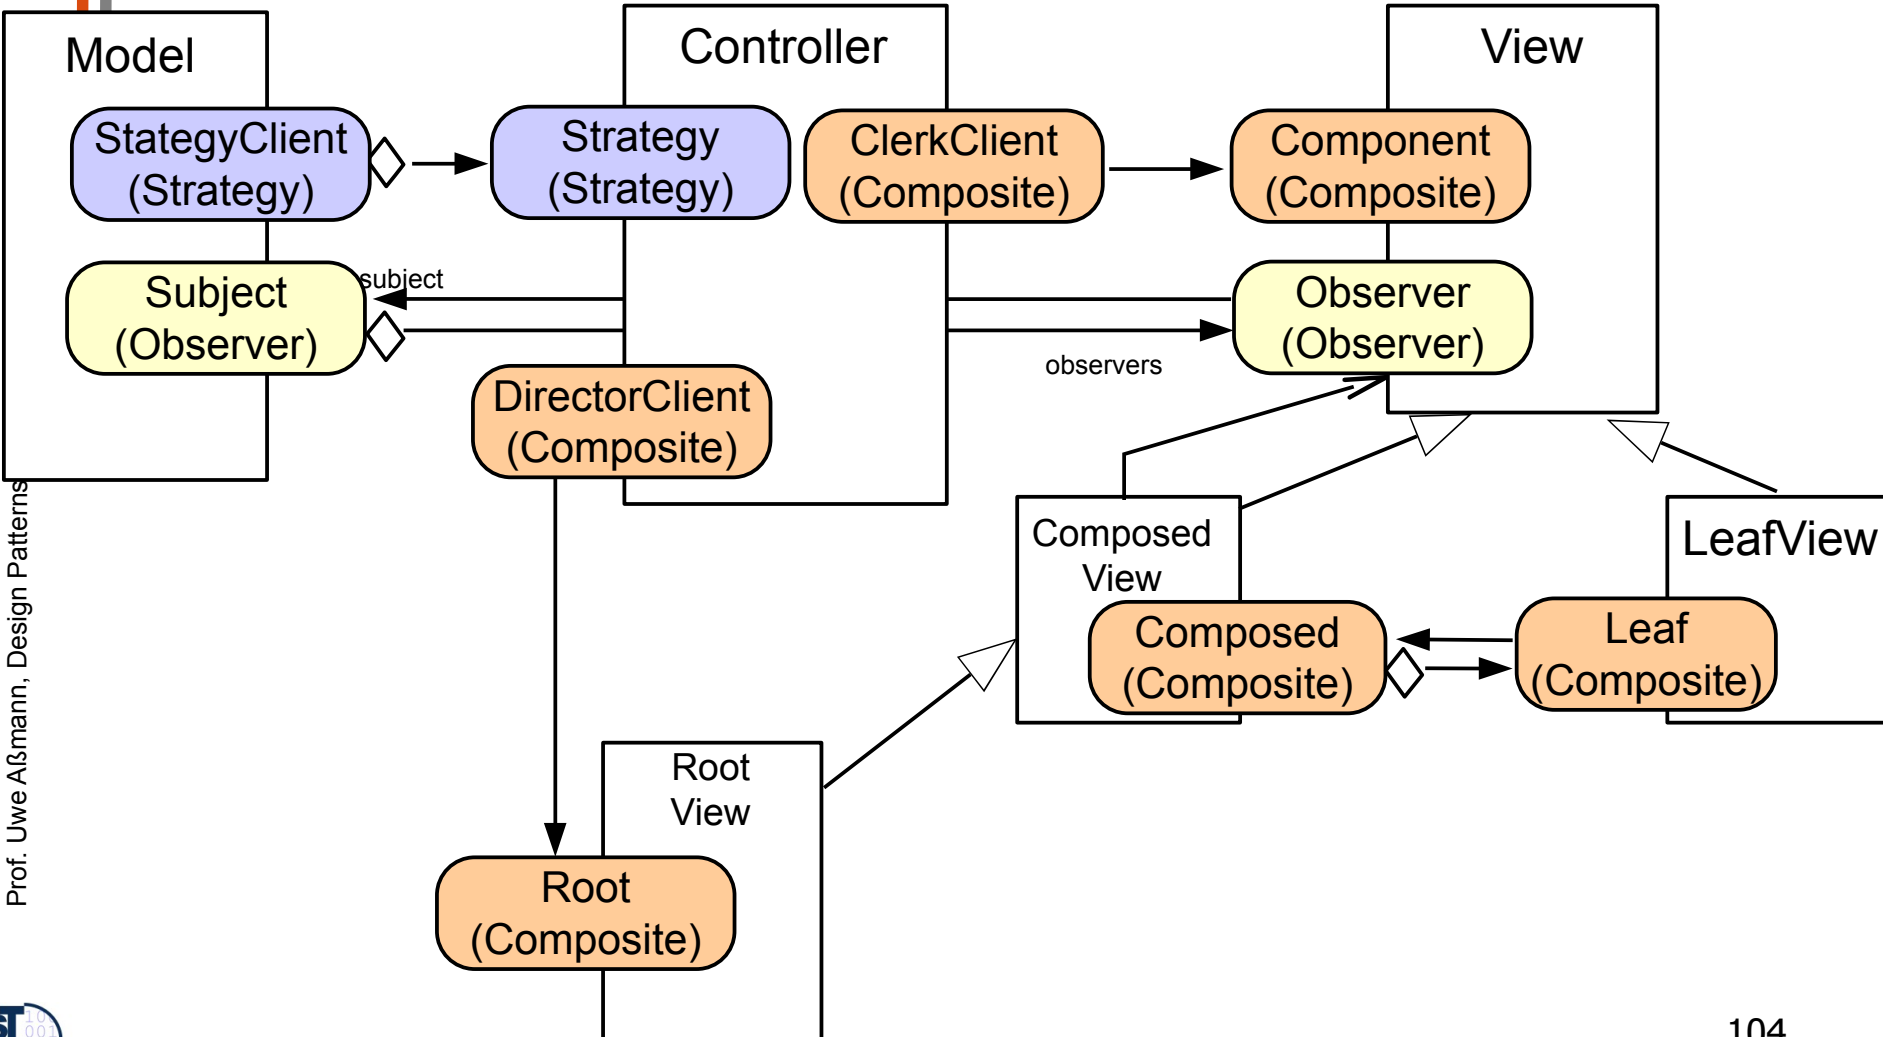 Model
Controller
View
StategyClient
(Strategy)
Strategy
(Strategy)
ClerkClient
(Composite)
Component
(Composite)
subject
Subject
(Observer)
Observer
(Observer)
observers
DirectorClient
(Composite)
Composed
View
LeafView
Composed
(Composite)
Leaf
(Composite)
Root
View
Root
(Composite)
Prof. Uwe Aßmann, Design Patterns
104